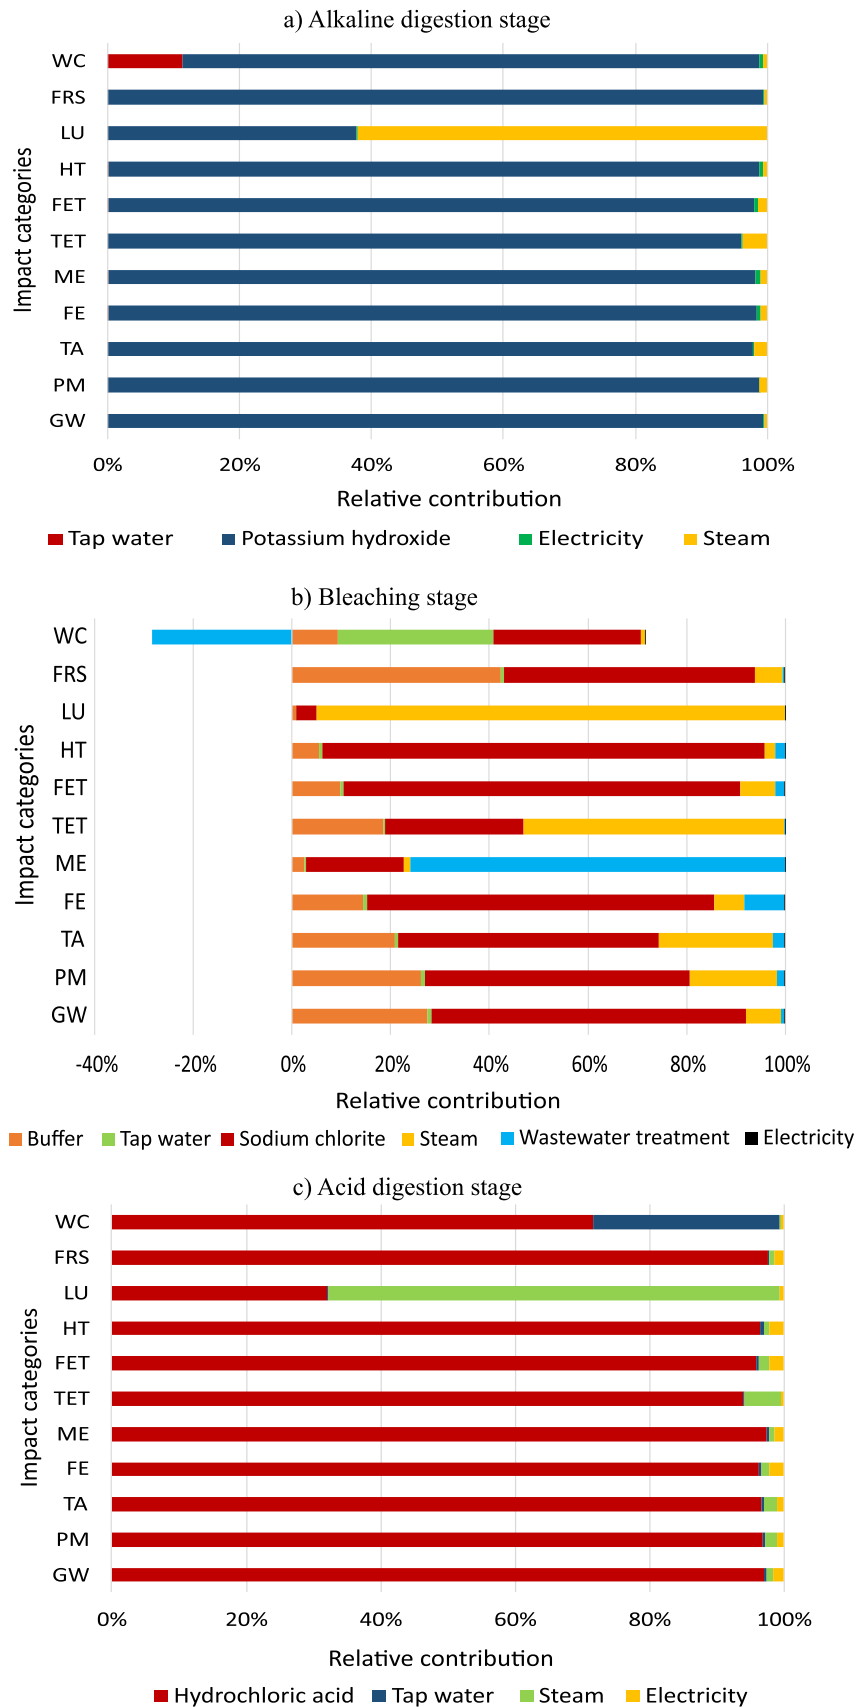 a) Alkaline digestion stage
Impact categories
WC
FRS
LU
HT
FET
TET
ME
FE
TA
PM
GW
0% 20% 40% 60% 80% 100%
Relative contribution
Tap water Potassium hydroxide Electricity Steam
b) Bleaching stage
Impact categories
WC
FRS
LU
HT
FET
TET
ME
FE
TA
PM
GW
-40% -20% 0% 20% 40% 60% 80% 100%
Relative contribution
Buffer Tap water Sodium chlorite Steam Wastewater treatment Electricity
c) Acid digestion stage
Impact categories
WC
FRS
LU
HT
FET
TET
ME
FE
TA
PM
GW
0% 20% 40% 60% 80% 100%
Relative contribution
Hydrochloric acid Tap water Steam Electricity